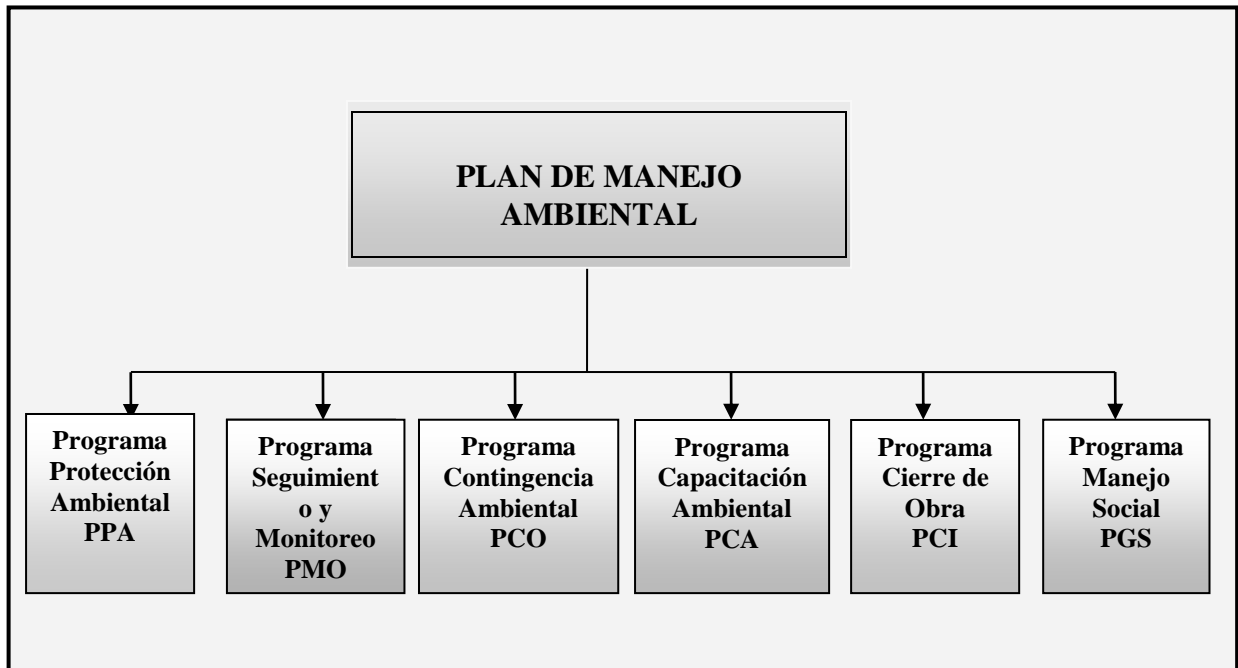 PLAN DE MANEJO
AMBIENTAL
Programa
Protección
Ambiental
PPA
Programa
Seguimient
o y
Monitoreo
PMO
Programa
Contingencia
Ambiental
PCO
Programa
Capacitación
Ambiental
PCA
Programa
Cierre de
Obra
PCI
Programa
Manejo
Social
PGS